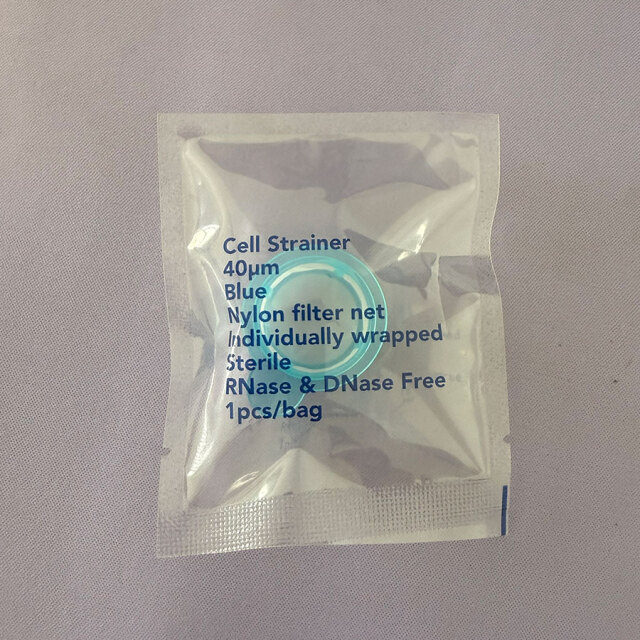 Cell Strainer
40μm
Blue
Nylon filter net
Individually wrapped
Sterile
RNase & DNase Free
1pcs/bag